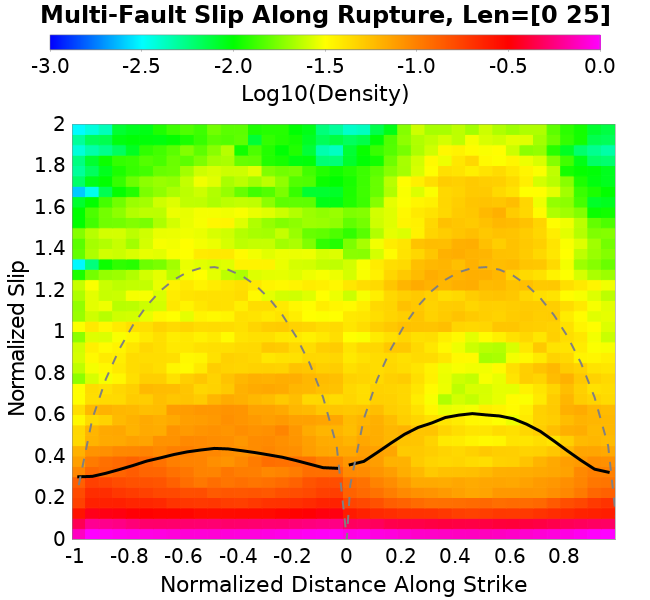 Multi-Fault Slip Along Rupture, Len=[0 25]
-3.0 -2.5 -2.0 -1.5 -1.0 -0.5 0.0
Log10(Density)
2
1.8
1.6
1.4
1.2
1
0.8
0.6
0.4
0.2
0
Normalized Slip
-1 -0.8 -0.6 -0.4 -0.2 0 0.2 0.4 0.6 0.8
Normalized Distance Along Strike